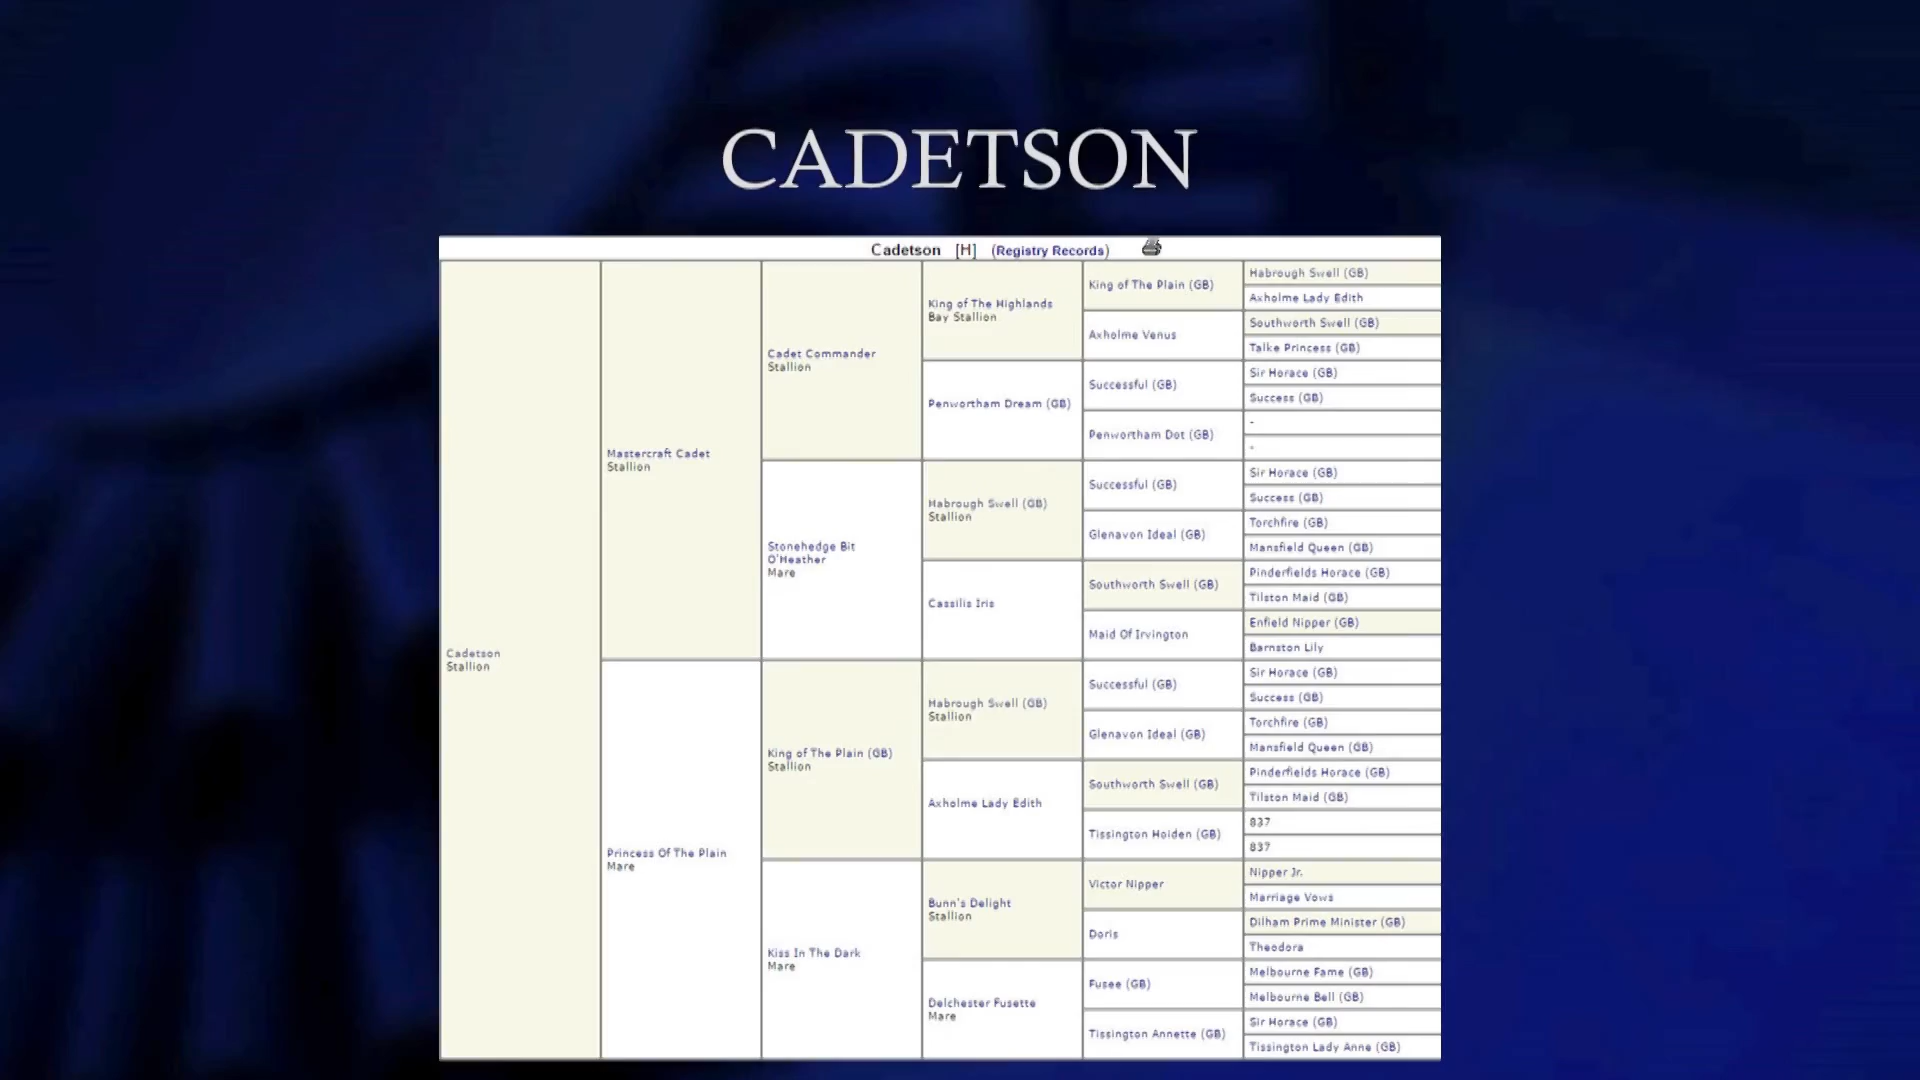 CADETSON
Cadetson [H] (Registry Records)
Cadetson
Stallion
Mastercraft Cadet
Stallion
Princess Of The Plain
Mare
Cadet Commander
Stallion
Stonehedge Bit
O'Heather
Mare
King of The Plain (GB)
Stallion
Kiss In The Dark
Mare
King of The Highlands
Bay Stallion
Penwortham Dream (GB)
Habrough Swell (GB)
Stallion
Cassilis Iris
Habrough Swell (GB)
Stallion
Axholme Lady Edith
Bunn's Delight
Stallion
Delchester Fusette
Mare
King of The Plain (GB)
Axholme Venus
Successful (GB)
Penwortham Dot (GB)
Successful (GB)
Glenavon Ideal (GB)
Southworth Swell (GB)
Maid Of Irvington
Successful (GB)
Glenavon Ideal (GB)
Southworth Swell (GB)
Tissington Hoiden (GB)
Victor Nipper
Doris
Fusee (GB)
Tissington Annette (GB)
Habrough Swell (GB)
Axholme Lady Edith
Southworth Swell (GB)
Talke Princess (GB)
Sir Horace (GB)
Success (GB)
-
-
Sir Horace (GB)
Success (GB)
Torchfire (GB)
Mansfield Queen (GB)
Pinderfields Horace (GB)
Tilston Maid (GB)
Enfield Nipper (GB)
Barnston Lily
Sir Horace (GB)
Success (GB)
Torchfire (GB)
Mansfield Queen (GB)
Pinderfields Horace (GB)
Tilston Maid (GB)
837
837
Nipper Jr.
Marriage Vows
Dilham Prime Minister (GB)
Theodora
Melbourne Fame (GB)
Melbourne Bell (GB)
Sir Horace (GB)
Tissington Lady Anne (GB)